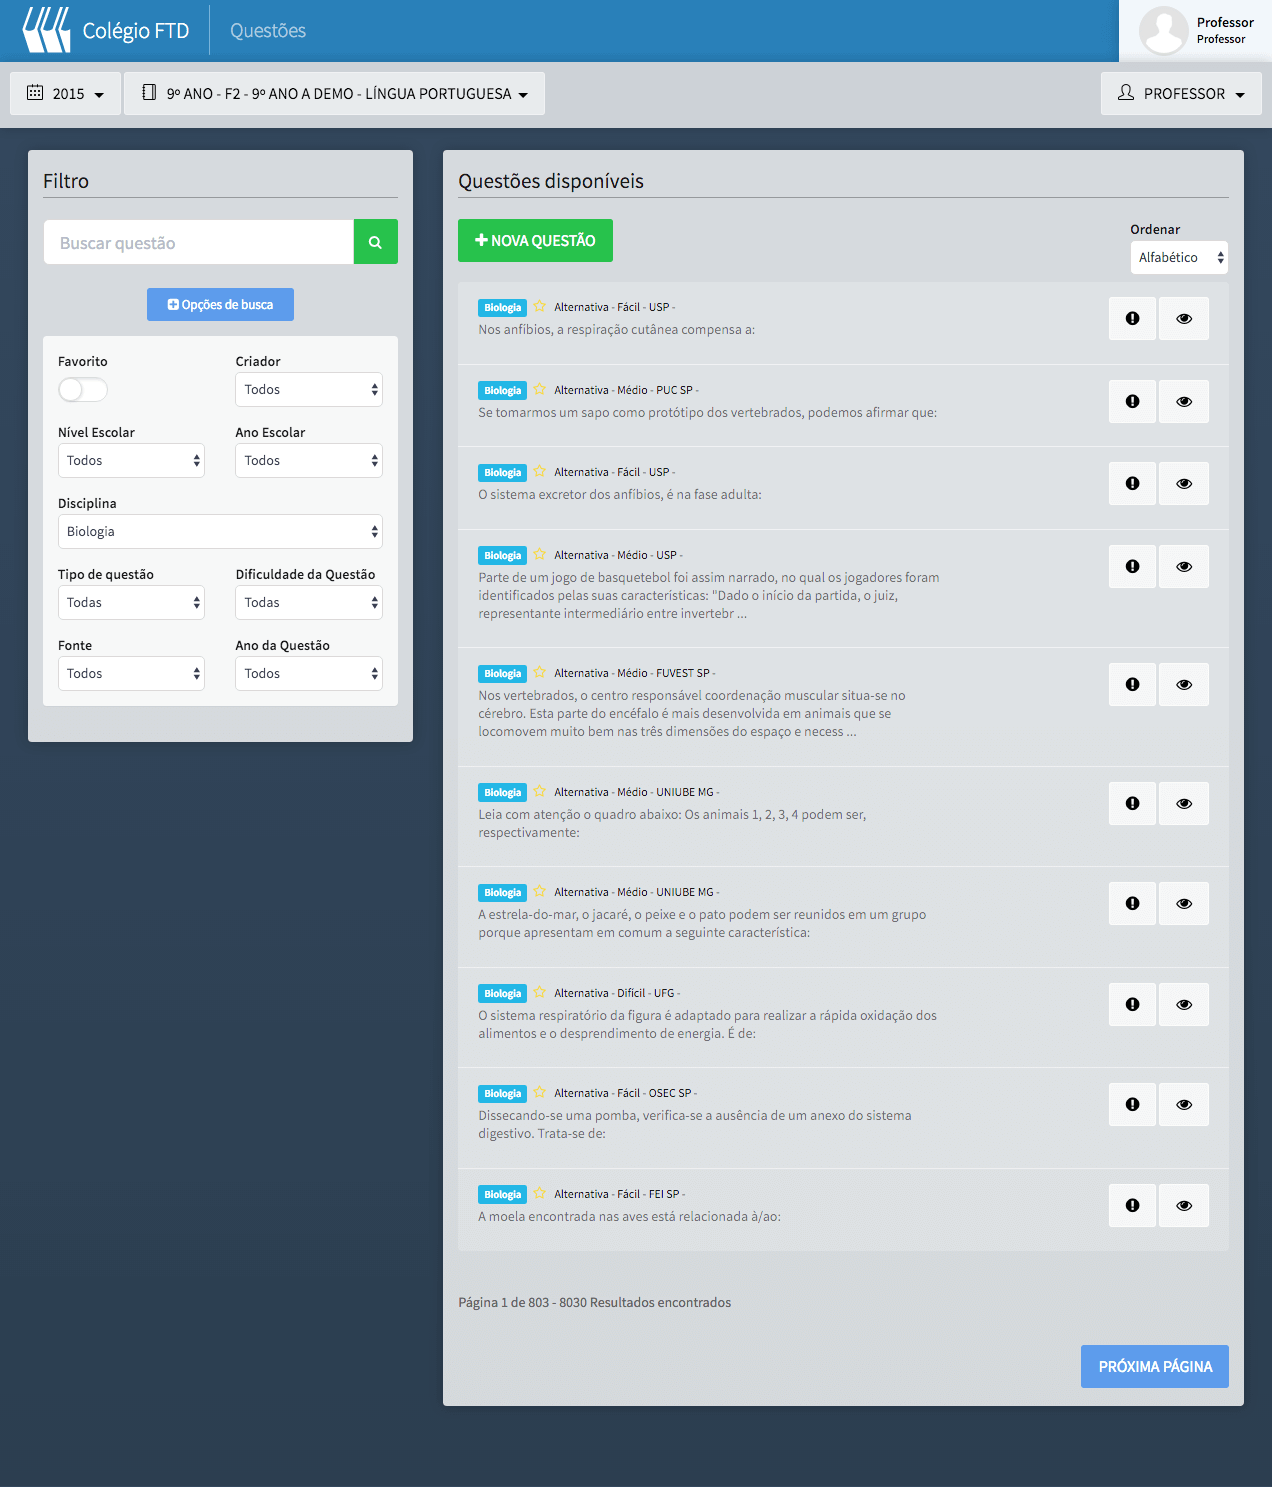 Colégio FTD
Questões
Professor
Professor
2015
9º ANO - F2 - 9º ANO A DEMO - LÍNGUA PORTUGUESA
PROFESSOR
Filtro
Buscar questão
Opções de busca
Favorito
Criador
Todos
Nível Escolar
Ano Escolar
Todos
Todos
Disciplina
Biologia
Tipo de questão
Dificuldade da Questão
Todas
Todas
Fonte
Ano da Questão
Todos
Todos
Questões disponíveis
NOVA QUESTÃO
Ordenar
Alfabético
Biologia Alternativa - Fácil - USP -
Nos anfíbios, a respiração cutânea compensa a:
Biologia Alternativa - Médio - PUC SP -
Se tomarmos um sapo como protótipo dos vertebrados, podemos afirmar que:
Biologia Alternativa - Fácil - USP -
O sistema excretor dos anfíbios, é na fase adulta:
Biologia Alternativa - Médio - USP -
Parte de um jogo de basquetebol foi assim narrado, no qual os jogadores foram
identificados pelas suas características: "Dado o início da partida, o juiz,
representante intermediário entre invertebr ...
Biologia Alternativa - Médio - FUVEST SP -
Nos vertebrados, o centro responsável coordenação muscular situa-se no
cérebro. Esta parte do encéfalo é mais desenvolvida em animais que se
locomovem muito bem nas três dimensões do espaço e necess ...
Biologia Alternativa - Médio - UNIUBE MG -
Leia com atenção o quadro abaixo: Os animais 1, 2, 3, 4 podem ser,
respectivamente:
Biologia Alternativa - Médio - UNIUBE MG -
A estrela-do-mar, o jacaré, o peixe e o pato podem ser reunidos em um grupo
porque apresentam em comum a seguinte característica:
Biologia Alternativa - Difícil - UFG -
O sistema respiratório da figura é adaptado para realizar a rápida oxidação dos
alimentos e o desprendimento de energia. É de:
Biologia Alternativa - Fácil - OSEC SP -
Dissecando-se uma pomba, verifica-se a ausência de um anexo do sistema
digestivo. Trata-se de:
Biologia Alternativa - Fácil - FEI SP -
A moela encontrada nas aves está relacionada à/ao:
Página 1 de 803 - 8030 Resultados encontrados
PRÓXIMA PÁGINA